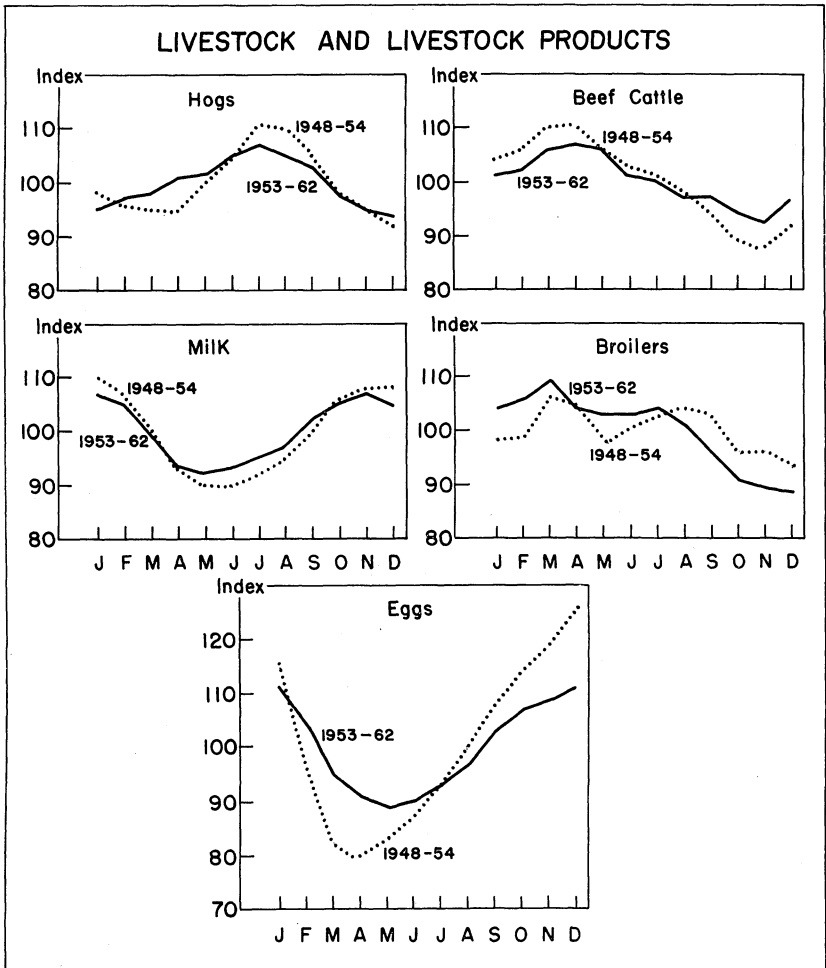 LIVESTOCK AND LIVESTOCK PRODUCTS
Index
Hogs
1948-54
1953-62
110
100
90
80
Index
Beef Cattle
1948-54
1953-62
110
100
90
80
Index
Milk
1948-54
1953-62
110
100
90
80
J F M A M J J A S O N D
Index
Broilers
1953-62
1948-54
110
100
90
80
J F M A M J J A S O N D
Index
Eggs
1953-62
1948-54
120
110
100
90
80
70
J F M A M J J A S O N D